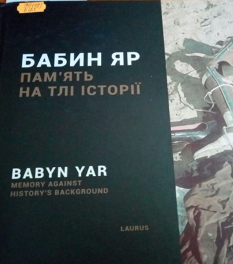 БАБИН ЯР
ПАМ'ЯТЬ
НА ТЛІ ІСТОРІЇ
BABYN YAR
MEMORY AGAINST
HISTORY'S BACKGROUND
LAURUS